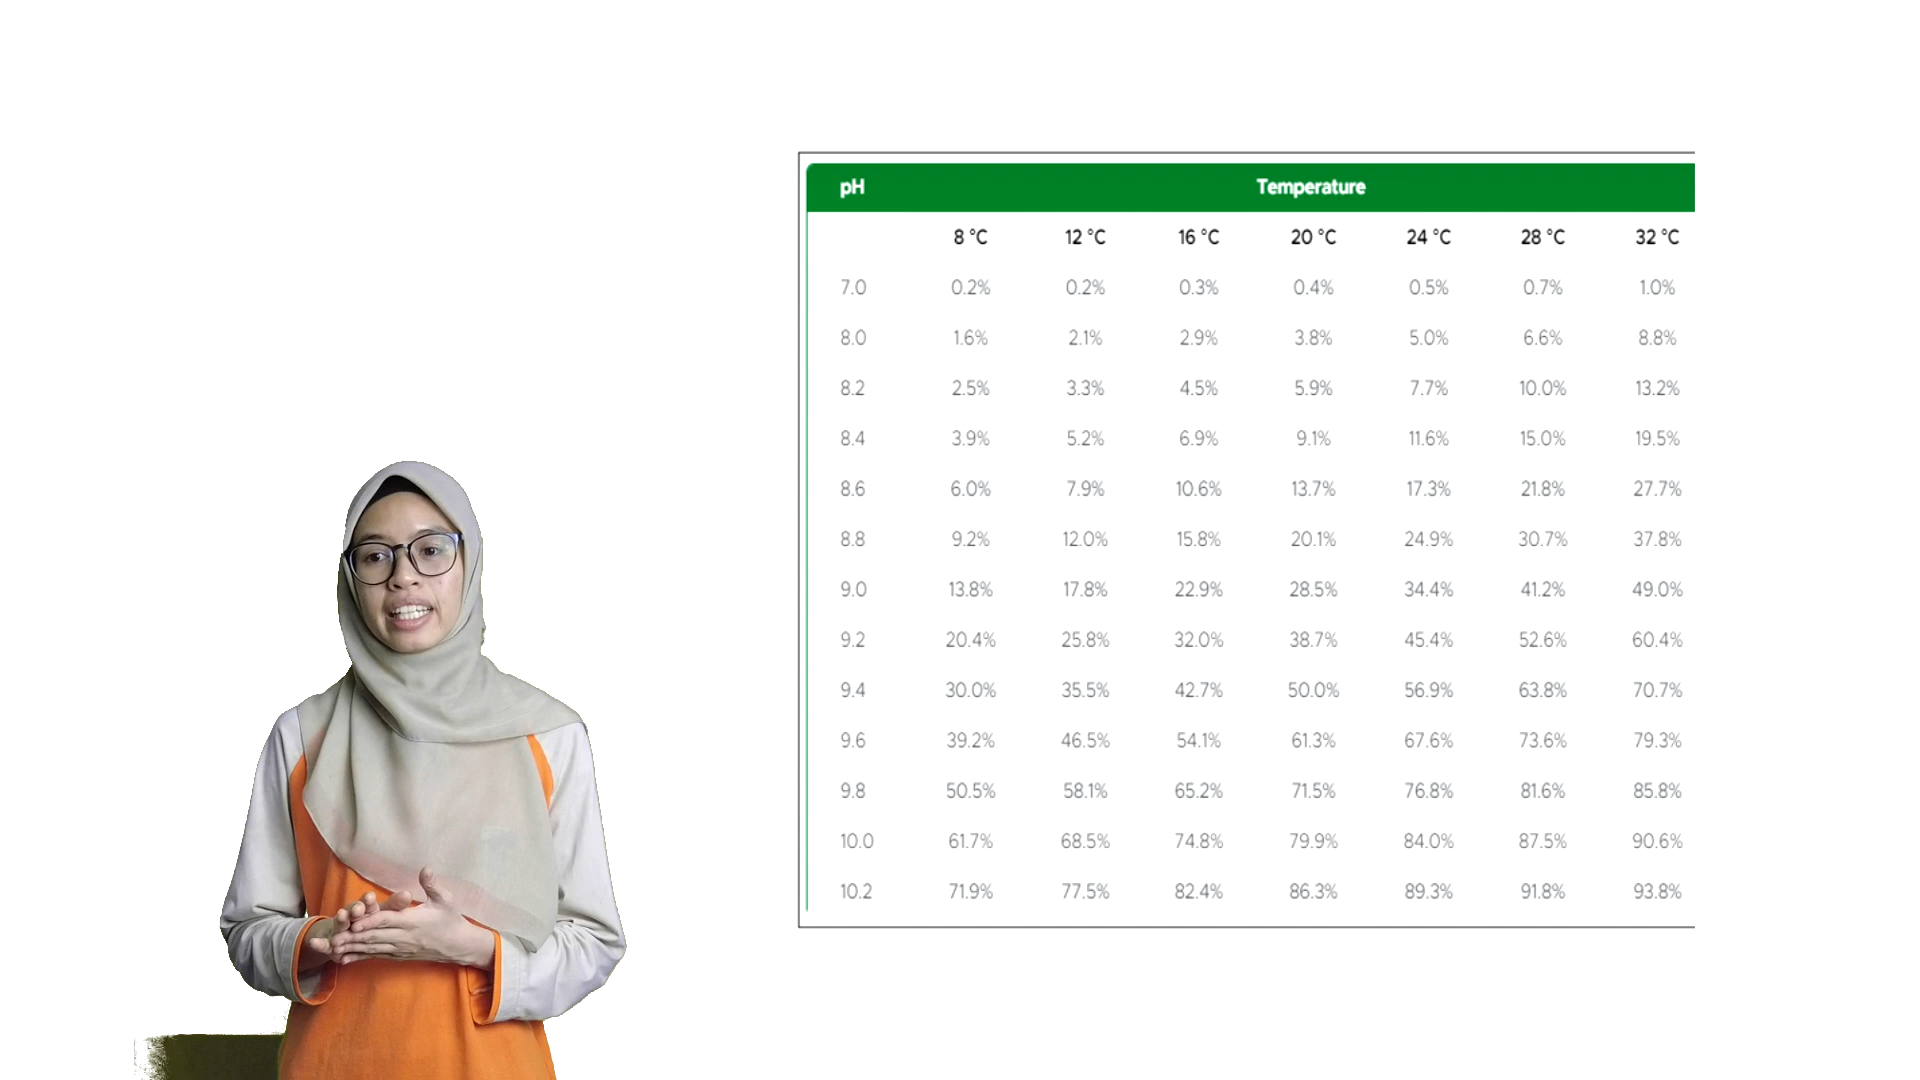 pH Temperature
8 °C 12 °C 16 °C 20 °C 24 °C 28 °C 32 °C
7.0 0.2% 0.2% 0.3% 0.4% 0.5% 0.7% 1.0%
8.0 1.6% 2.1% 2.9% 3.8% 5.0% 6.6% 8.8%
8.2 2.5% 3.3% 4.5% 5.9% 7.7% 10.0% 13.2%
8.4 3.9% 5.2% 6.9% 9.1% 11.6% 15.0% 19.5%
8.6 6.0% 7.9% 10.6% 13.7% 17.3% 21.8% 27.7%
8.8 9.2% 12.0% 15.8% 20.1% 24.9% 30.7% 37.8%
9.0 13.8% 17.8% 22.9% 28.5% 34.4% 41.2% 49.0%
9.2 20.4% 25.8% 32.0% 38.7% 45.4% 52.6% 60.4%
9.4 30.0% 35.5% 42.7% 50.0% 56.9% 63.8% 70.7%
9.6 39.2% 46.5% 54.1% 61.3% 67.6% 73.6% 79.3%
9.8 50.5% 58.1% 65.2% 71.5% 76.8% 81.6% 85.8%
10.0 61.7% 68.5% 74.8% 79.9% 84.0% 87.5% 90.6%
10.2 71.9% 77.5% 82.4% 86.3% 89.3% 91.8% 93.8%